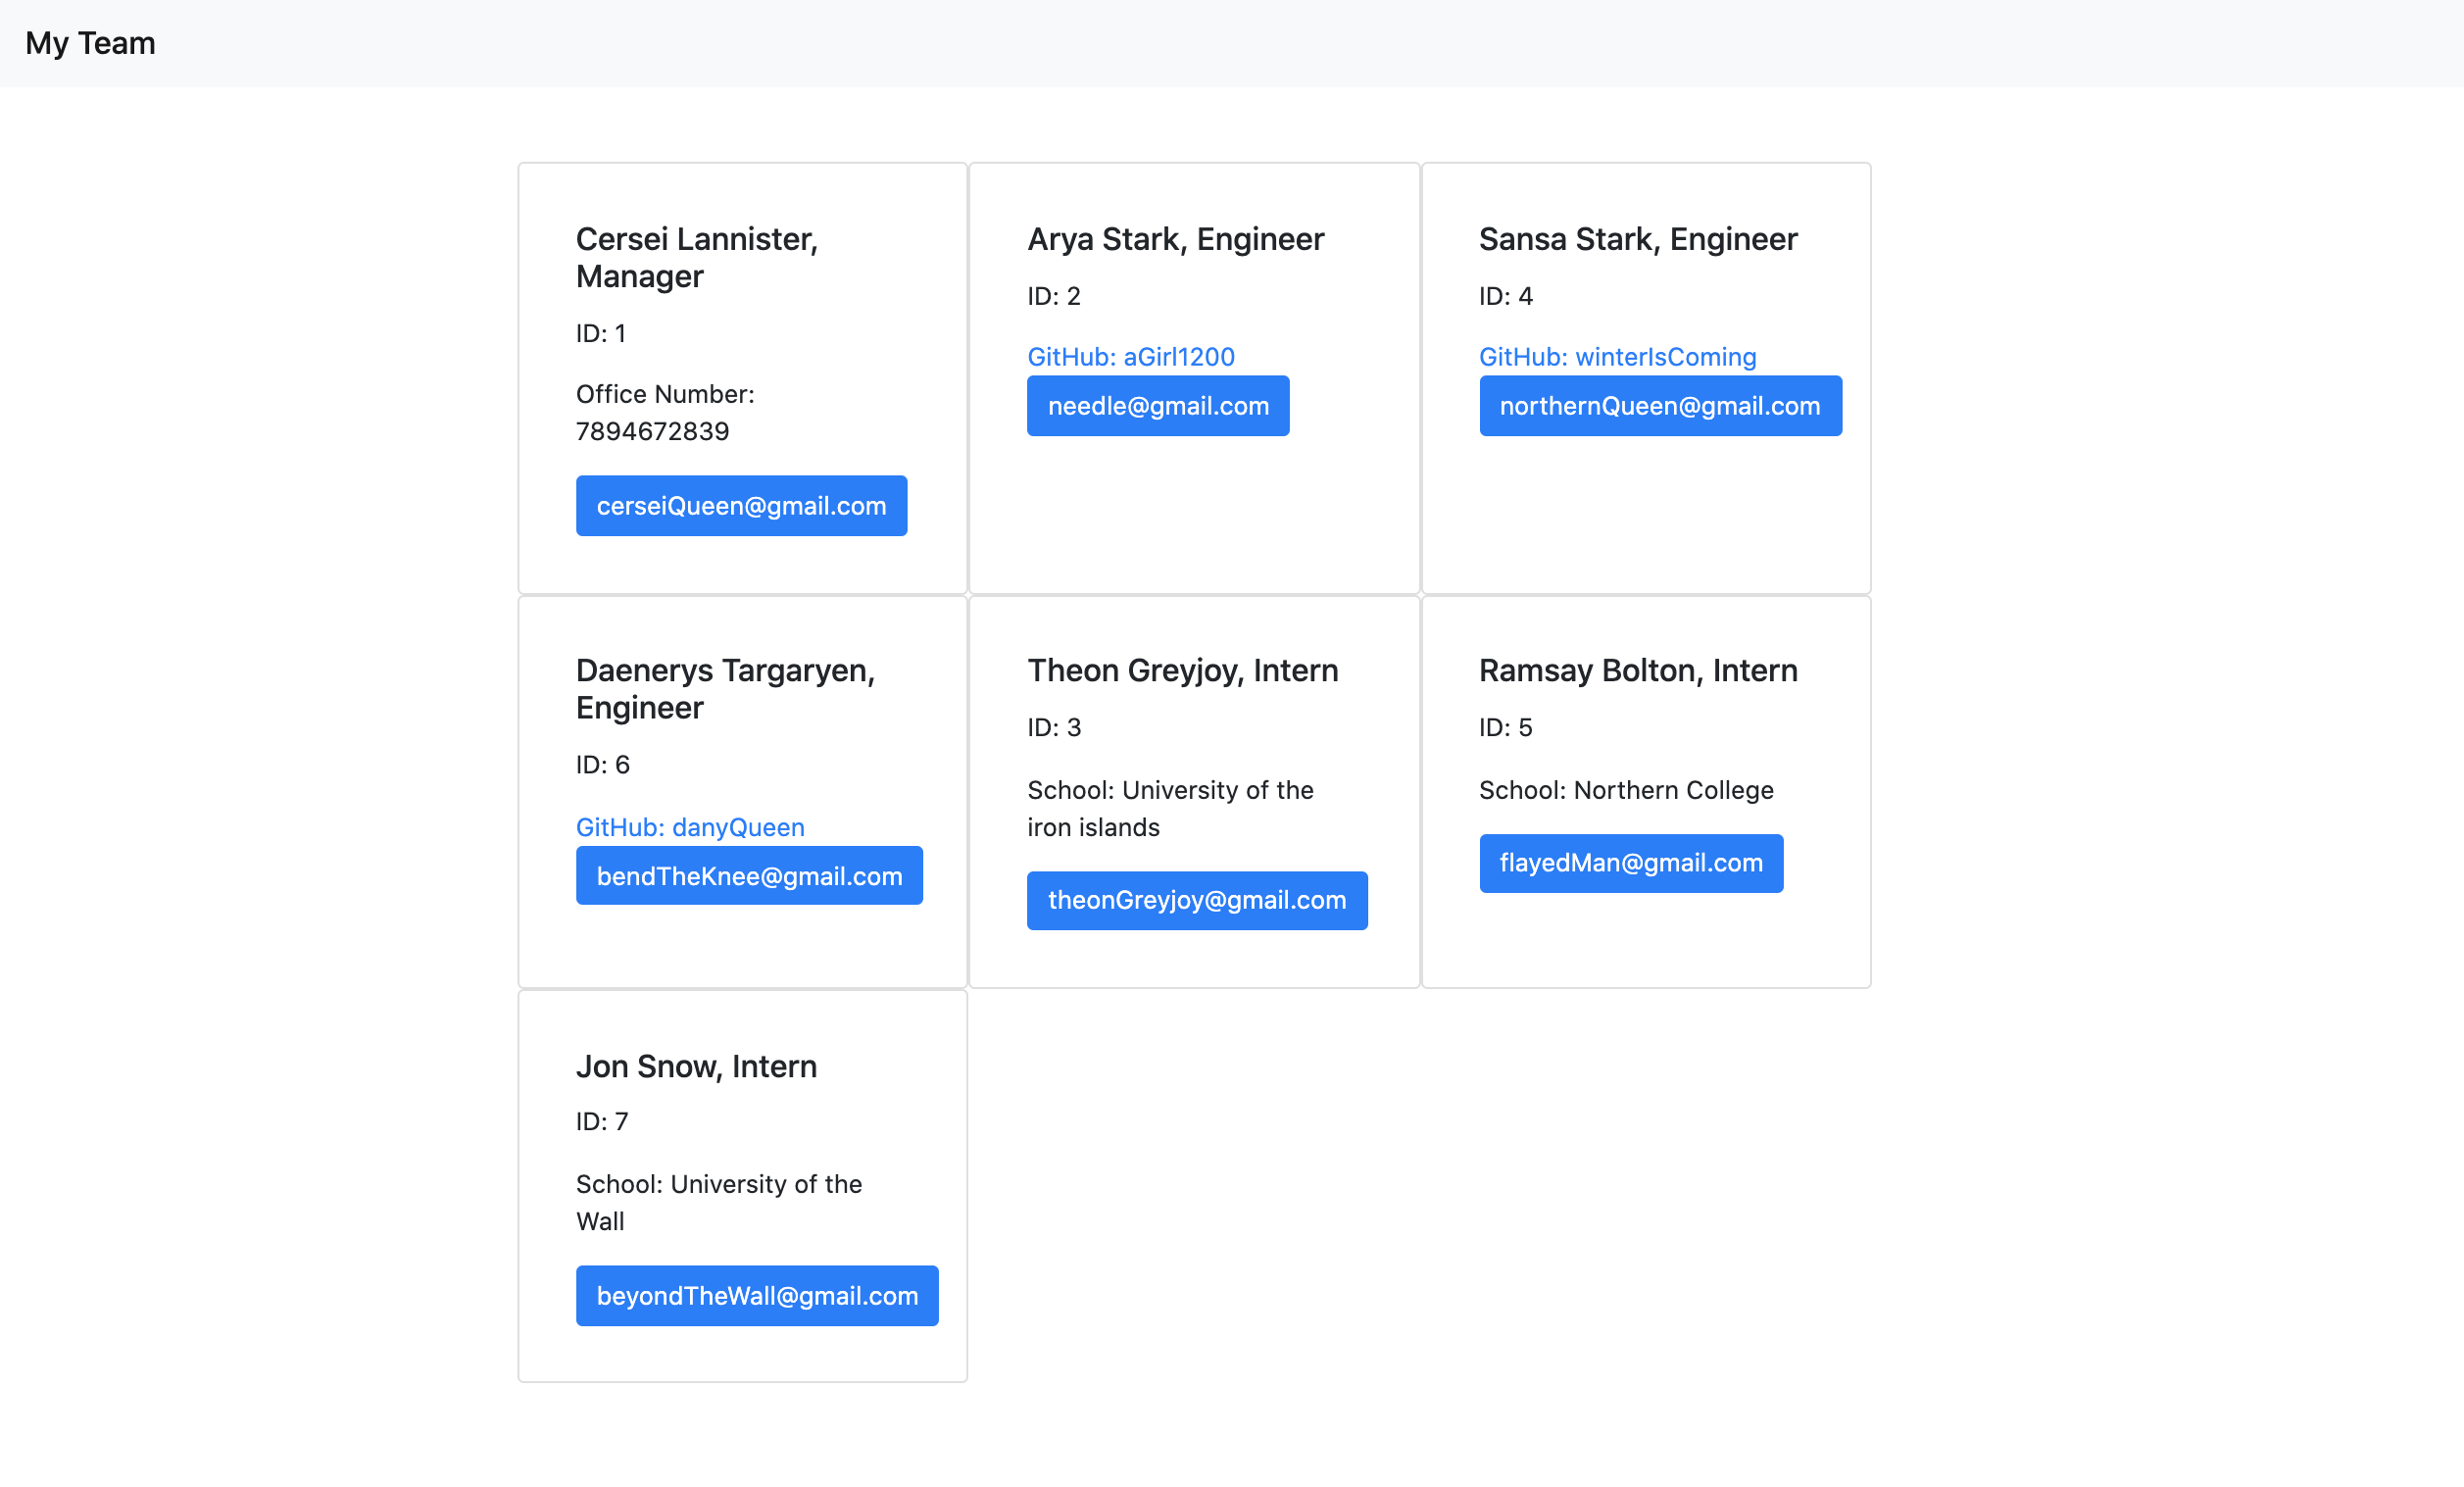 My Team
Cersei Lannister,
Manager
ID: 1
Office Number:
7894672839
cerseiQueen@gmail.com
Arya Stark, Engineer
ID: 2
GitHub: aGirl1200
needle@gmail.com
Sansa Stark, Engineer
ID: 4
GitHub: winterIsComing
northernQueen@gmail.com
Daenerys Targaryen,
Engineer
ID: 6
GitHub: danyQueen
bendTheKnee@gmail.com
Theon Greyjoy, Intern
ID: 3
School: University of the
iron islands
theonGreyjoy@gmail.com
Ramsay Bolton, Intern
ID: 5
School: Northern College
flayedMan@gmail.com
Jon Snow, Intern
ID: 7
School: University of the
Wall
beyondTheWall@gmail.com